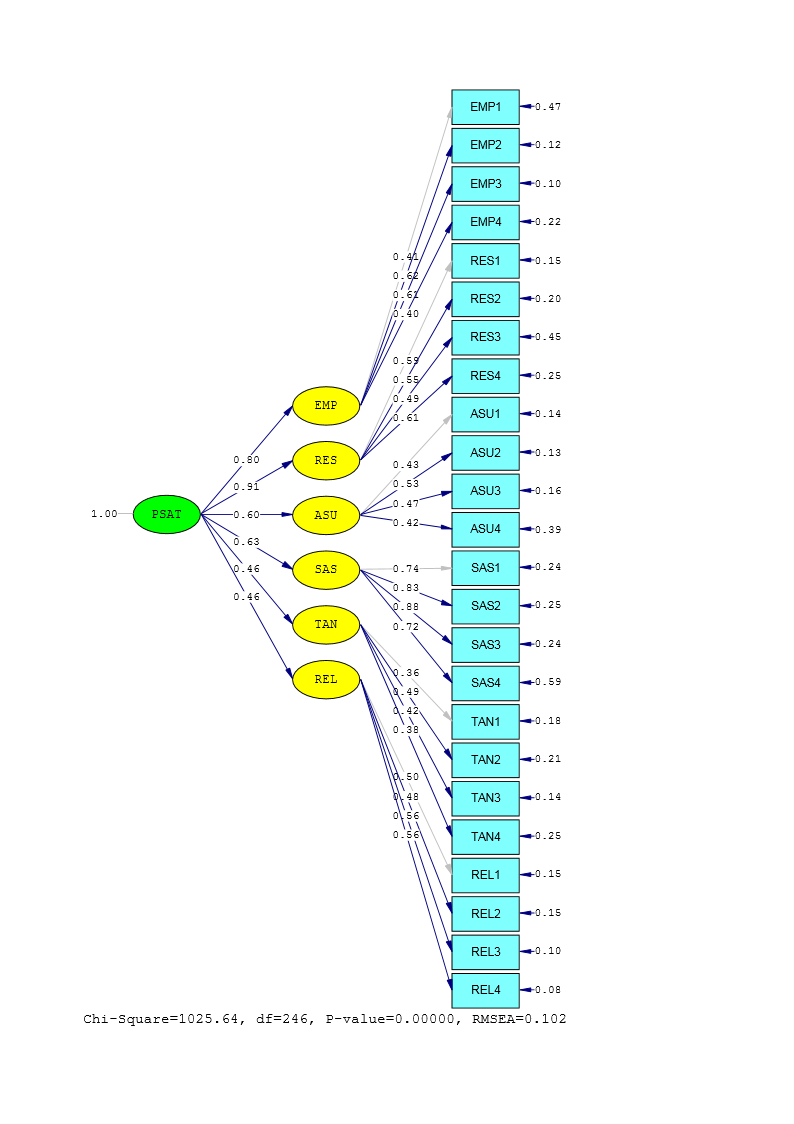 EMP1 0.47
EMP2 0.12
EMP3 0.10
EMP4 0.22
RES1 0.15
RES2 0.20
RES3 0.45
RES4 0.25
ASU1 0.14
ASU2 0.13
ASU3 0.16
ASU4 0.39
SAS1 0.24
SAS2 0.25
SAS3 0.24
SAS4 0.59
TAN1 0.18
TAN2 0.21
TAN3 0.14
TAN4 0.25
REL1 0.15
REL2 0.15
REL3 0.10
REL4 0.08
0.41
0.62
0.61
0.40
0.59
0.55
0.49
0.61
0.43
0.53
0.47
0.42
0.74
0.83
0.88
0.72
0.36
0.49
0.42
0.38
0.50
0.48
0.56
0.56
EMP
RES
ASU
SAS
TAN
REL
0.80
0.91
0.60
0.63
0.46
0.46
1.00 PSAT
Chi-Square=1025.64, df=246, P-value=0.00000, RMSEA=0.102